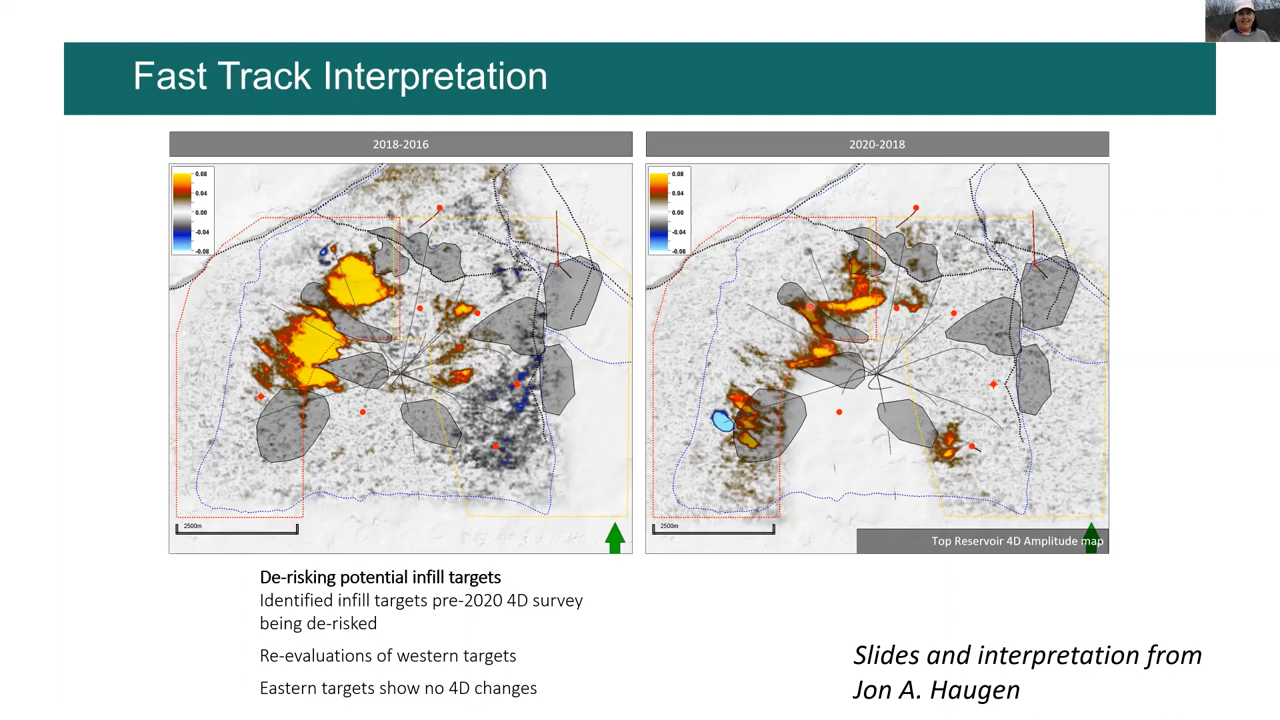 Fast Track Interpretation
2018-2016
2020-2018
0.08
0.04
0.00
-0.04
-0.08
0.08
0.04
0.00
-0.04
-0.08
2500m
2500m
Top Reservoir 4D Amplitude map
De-risking potential infill targets
Identified infill targets pre-2020 4D survey
being de-risked
Re-evaluations of western targets
Eastern targets show no 4D changes
Slides and interpretation from
Jon A. Haugen